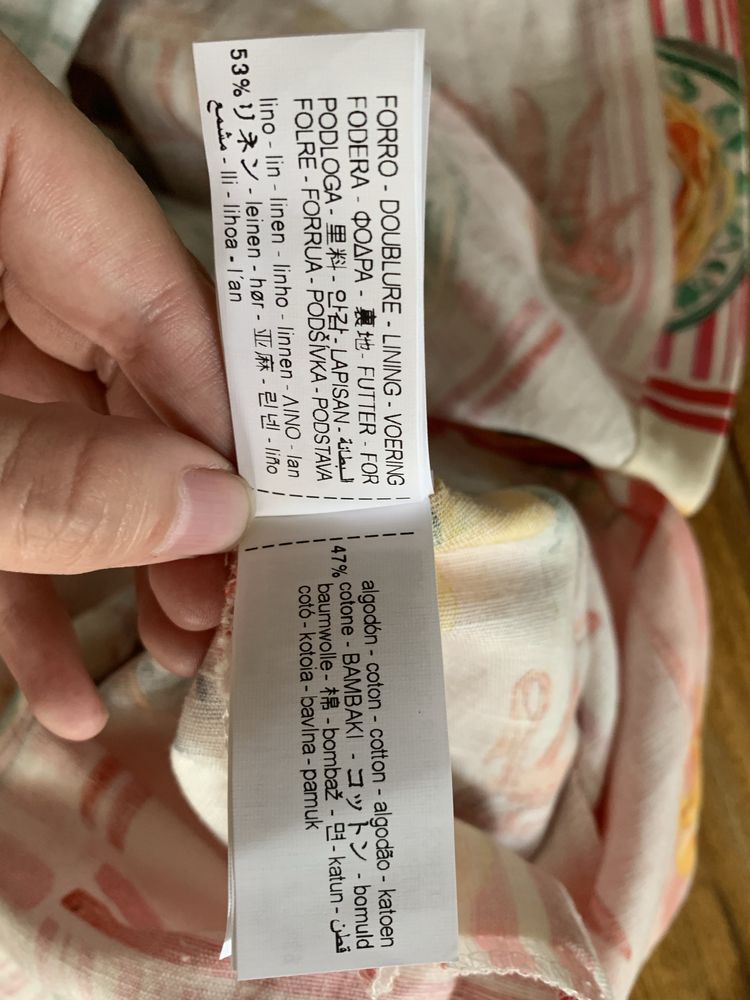 FORRO - DOUBLURE - LINING - VOERING
FODERA - ΦΟΔΡΑ - 裏地 - FUTTER - FOR
PODLOGA - 里料 - 안감 - LAPISAN - البطانة
FOLRE - FORRUA - PODŠÍVKA - PODSTAVA
lino - lin - linen - linho - linnen - ΛΙΝΟ - lan
53% リネン - leinen - hør - 亚麻 - 린넨 - liño
مشمع - lli - lihoa - l'an
algodón - coton - cotton - algodão - katoen
47% cotone - BAMBAKI - コットン - bomuld
baumwolle - 棉 - bombaž - 면 - katun - قطن
cotó - kotoia - bavlna - pamuk